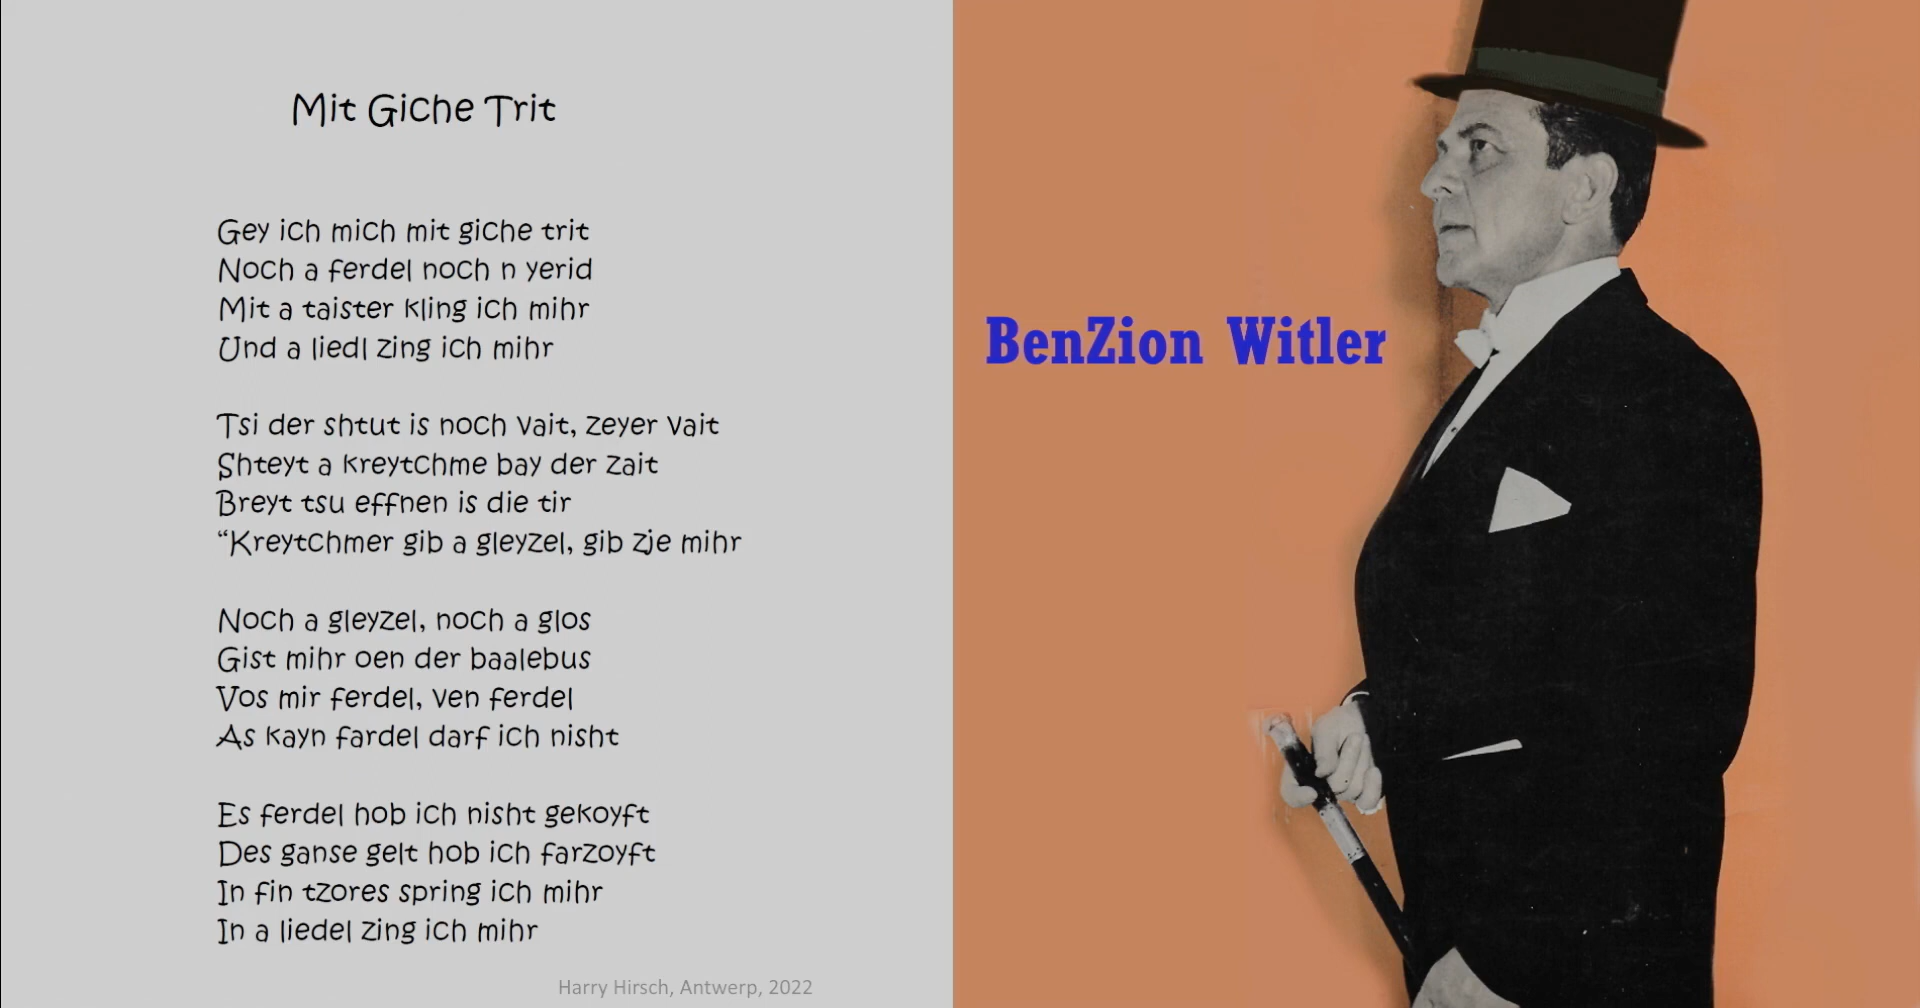 Mit Giche Trit
Gey ich mich mit giche trit
Noch a ferdel noch n yerid
Mit a taister kling ich mihr
Und a liedl zing ich mihr
Tsi der shtut is noch vait, zeyer vait
Shteyt a kreytchme bay der zait
Breyt tsu effnen is die tir
“Kreytchmer gib a gleyzel, gib zje mihr
Noch a gleyzel, noch a glos
Gist mihr oen der baalebus
Vos mir ferdel, ven ferdel
As kayn fardel darf ich nisht
Es ferdel hob ich nisht gekoyft
Des ganse gelt hob ich farzoyft
In fin tzores spring ich mihr
In a liedel zing ich mihr
Harry Hirsch, Antwerp, 2022
BenZion Witler